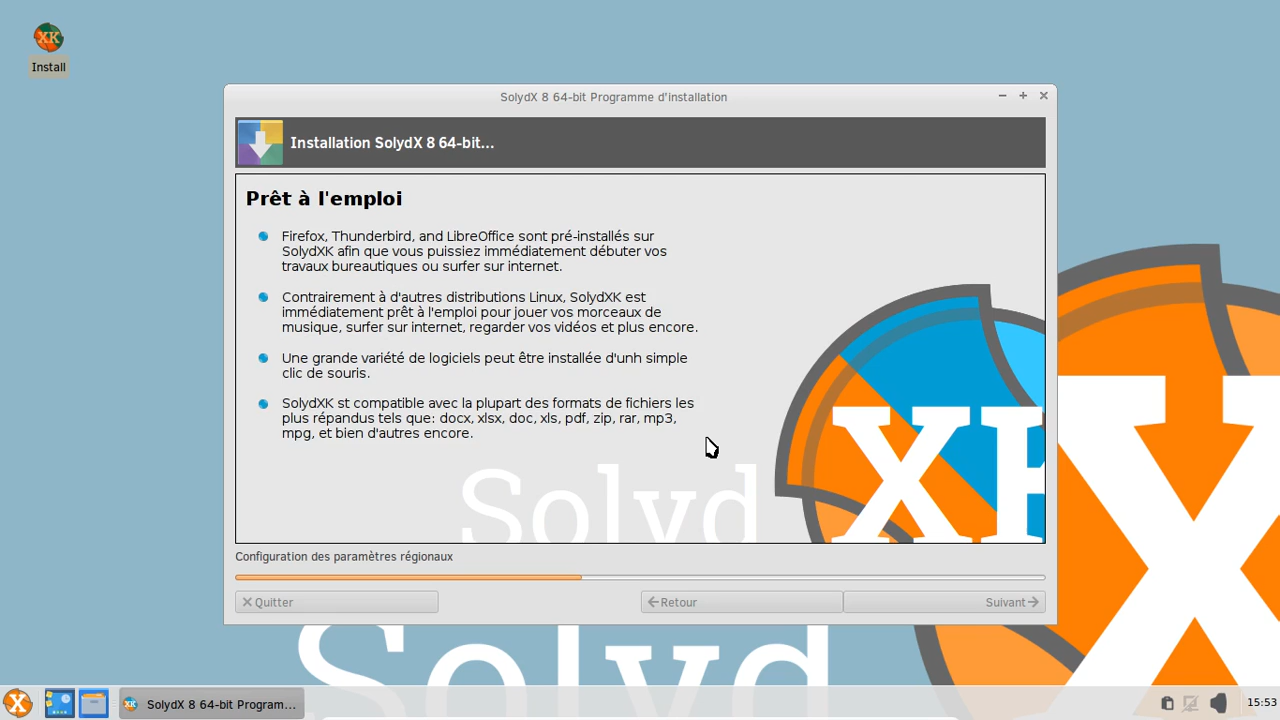 Install
SolydX 8 64-bit Programme d'installation
Installation SolydX 8 64-bit...
Prêt à l'emploi
Firefox, Thunderbird, and LibreOffice sont pré-installés sur
SolydXK afin que vous puissiez immédiatement débuter vos
travaux bureautiques ou surfer sur internet.
Contrairement à d'autres distributions Linux, SolydXK est
immédiatement prêt à l'emploi pour jouer vos morceaux de
musique, surfer sur internet, regarder vos vidéos et plus encore.
Une grande variété de logiciels peut être installée d'unh simple
clic de souris.
SolydXK st compatible avec la plupart des formats de fichiers les
plus répandus tels que: docx, xlsx, doc, xls, pdf, zip, rar, mp3,
mpg, et bien d'autres encore.
Solyd
XK
Configuration des paramètres régionaux
Quitter
Retour
Suivant
Solyd
X
SolydX 8 64-bit Program...
15:53